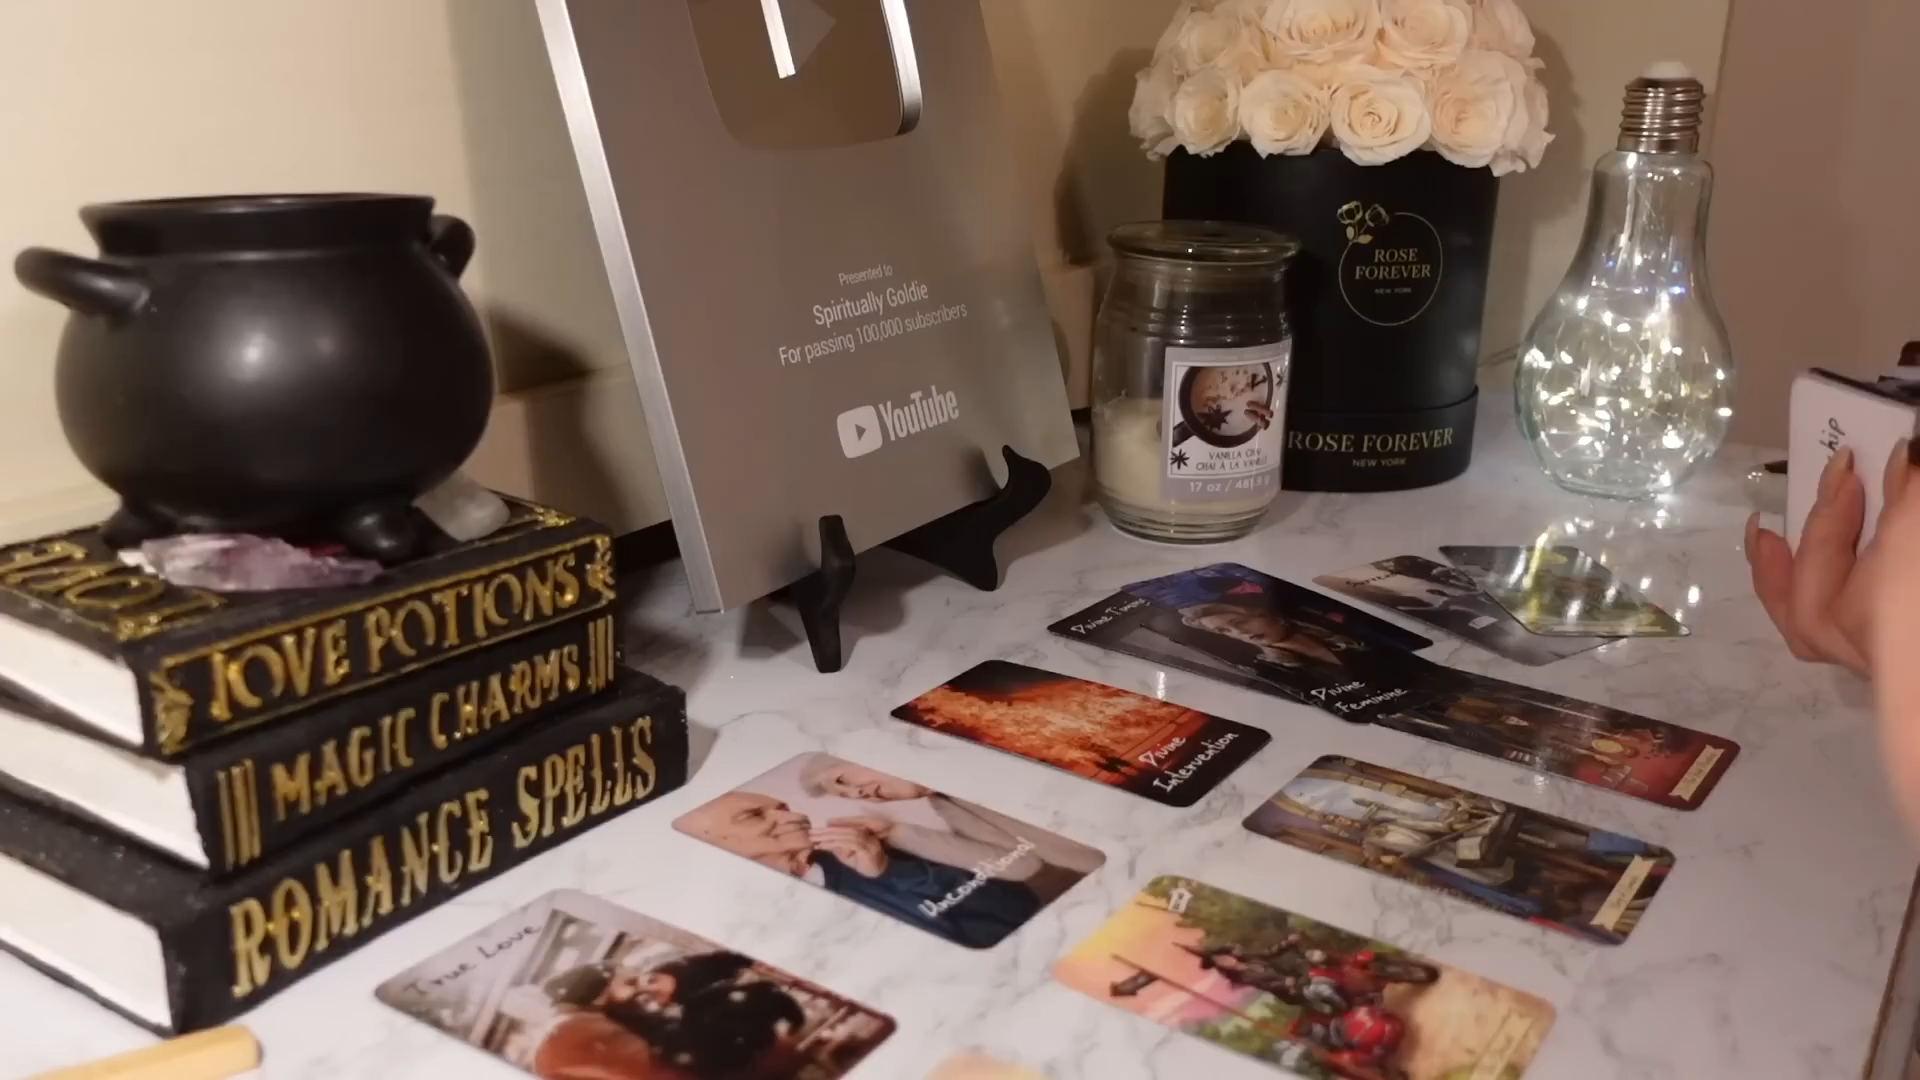 Presented to
Spiritually Goldie
For passing 100,000 subscribers
YouTube
ROSE
FOREVER
NEW YORK
ROSE FOREVER
NEW YORK
VANILLA CHAI
CHAI À LA VANILLE
17 oz / 481.9 g
LOVE
LOVE POTIONS
MAGIC CHARMS
ROMANCE SPELLS
Divine
Divine
Feminine
Divine
Intervention
Unconditional
True Love
hip